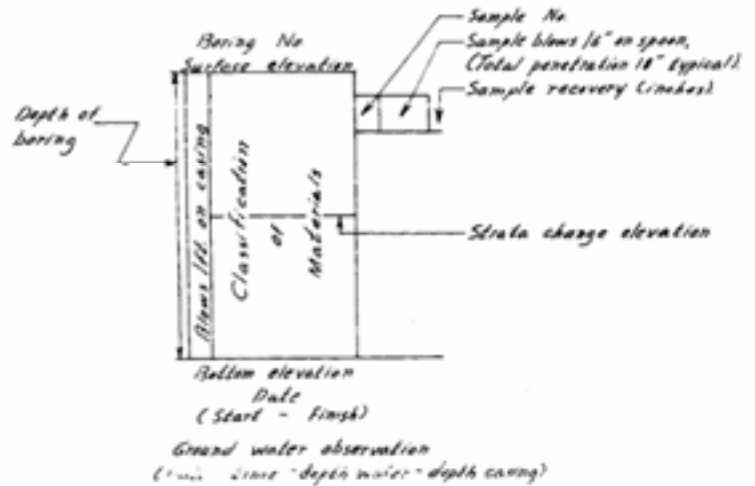 Boring No
Surface elevation
Sample No.
Sample blows /6" on spoon,
(Total penetration 18" typical).
Sample recovery (inches).
Depth of
boring
Blows /ft. on casing
Classification
of
Materials
Strata change elevation
Bottom elevation
Date
(Start - Finish)
Ground water observation
-depth water - depth casing)